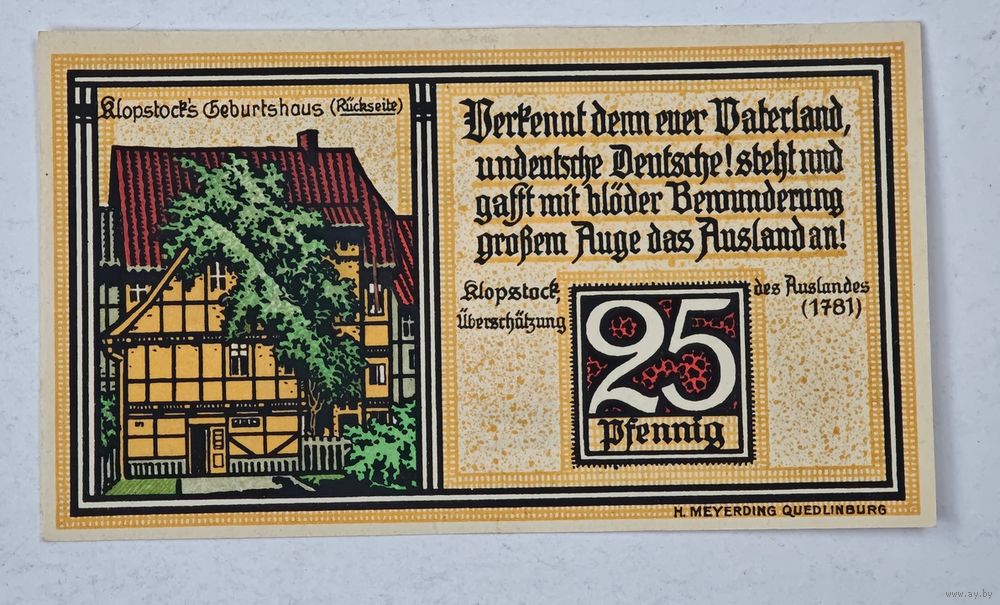 Klopstock's Geburtshaus (Rückseite)
Verkennt denn euer Vaterland,
undeutsche Deutsche! steht und
gafft mit blöder Bewunderung
großem Auge das Ausland an!
Klopstock,
Überschätzung
des Auslandes
(1781)
25
Pfennig
H. MEYERDING QUEDLINBURG
www.ay.by